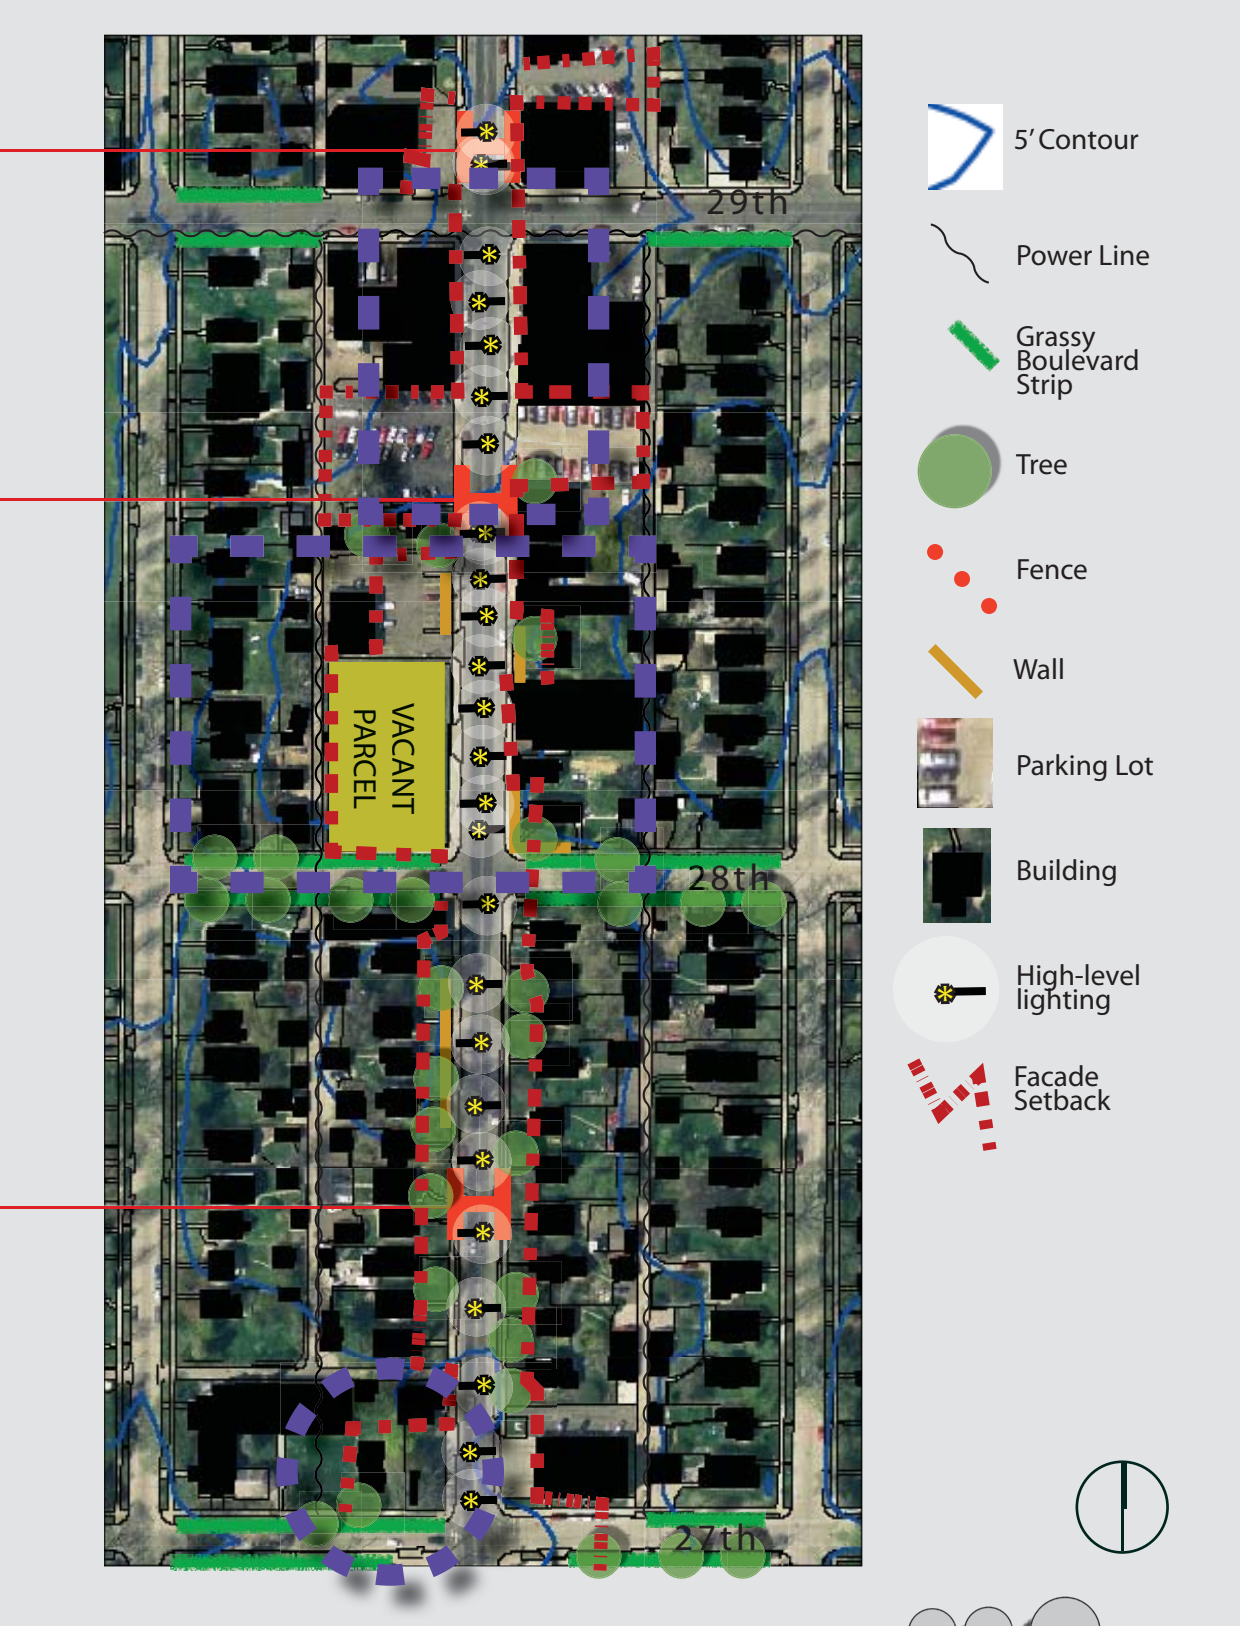 29th
VACANT
PARCEL
28th
27th
5’ Contour
Power Line
Grassy
Boulevard
Strip
Tree
Fence
Wall
Parking Lot
Building
High-level
lighting
Facade
Setback